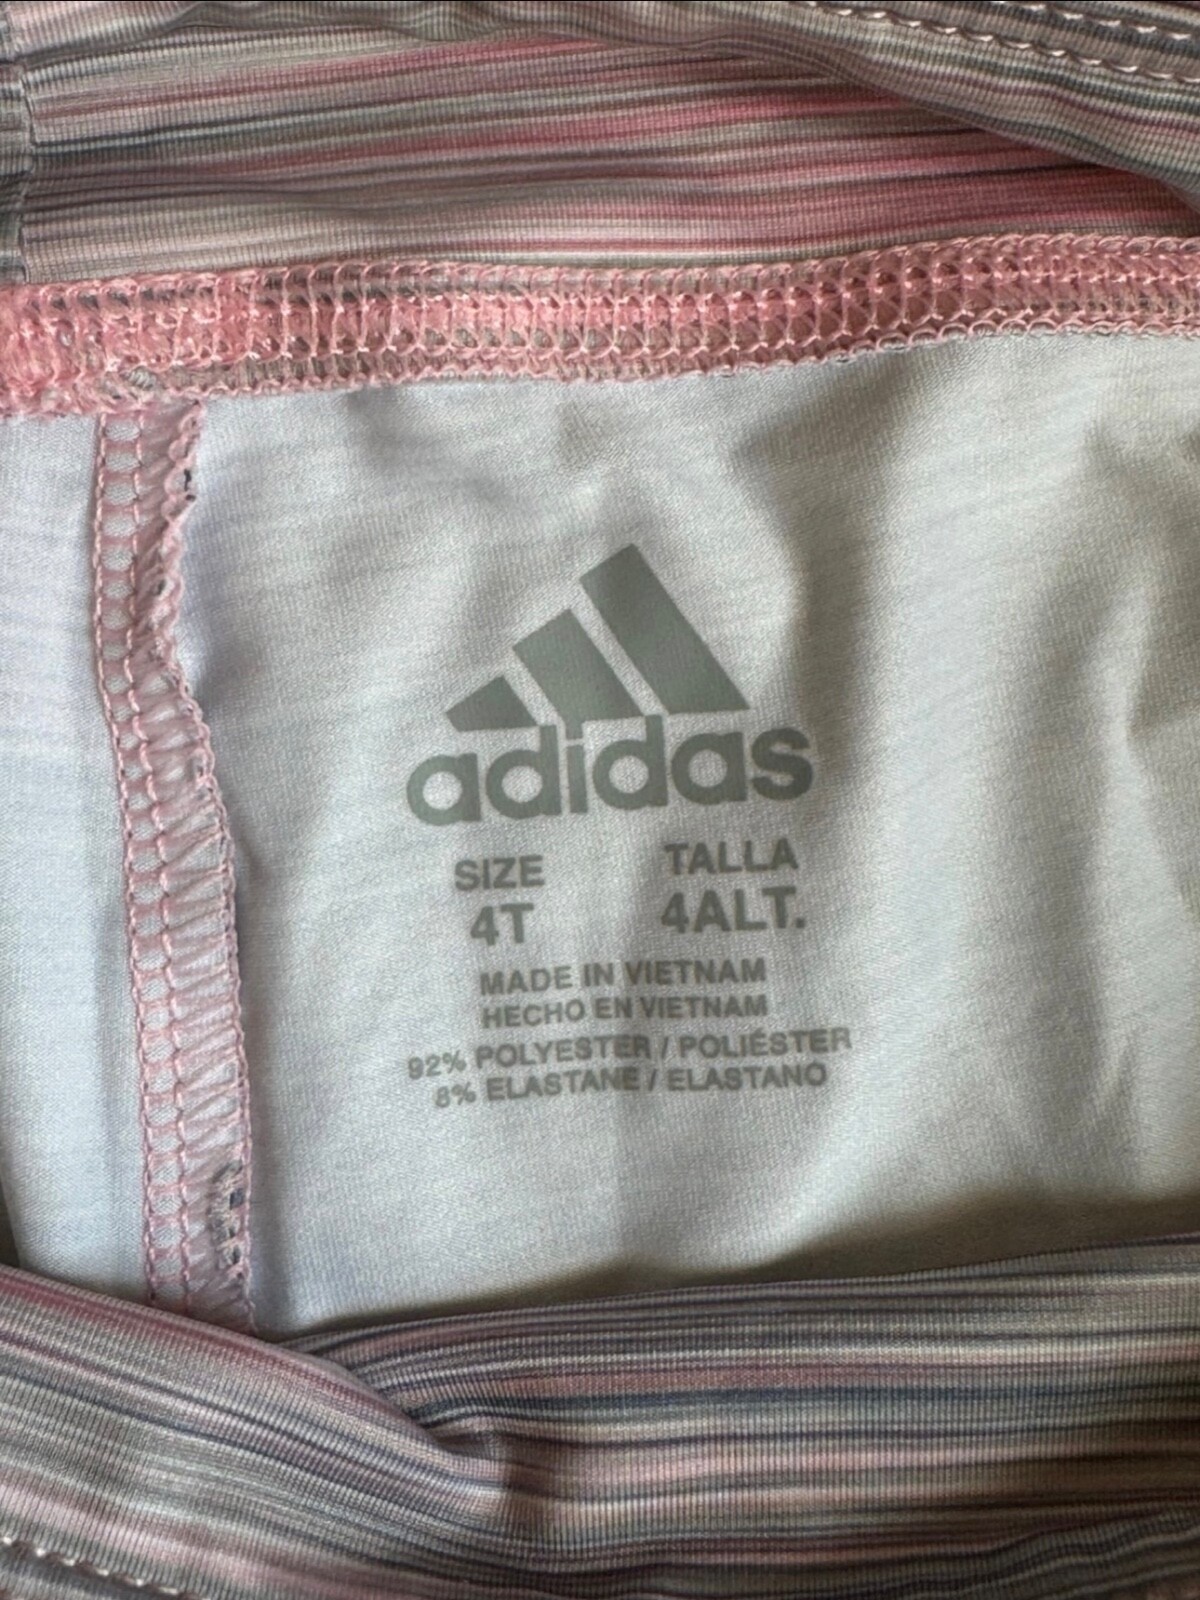 adidas
SIZE TALLA
4T 4ALT.
MADE IN VIETNAM
HECHO EN VIETNAM
92% POLYESTER / POLIÉSTER
8% ELASTANE / ELASTANO